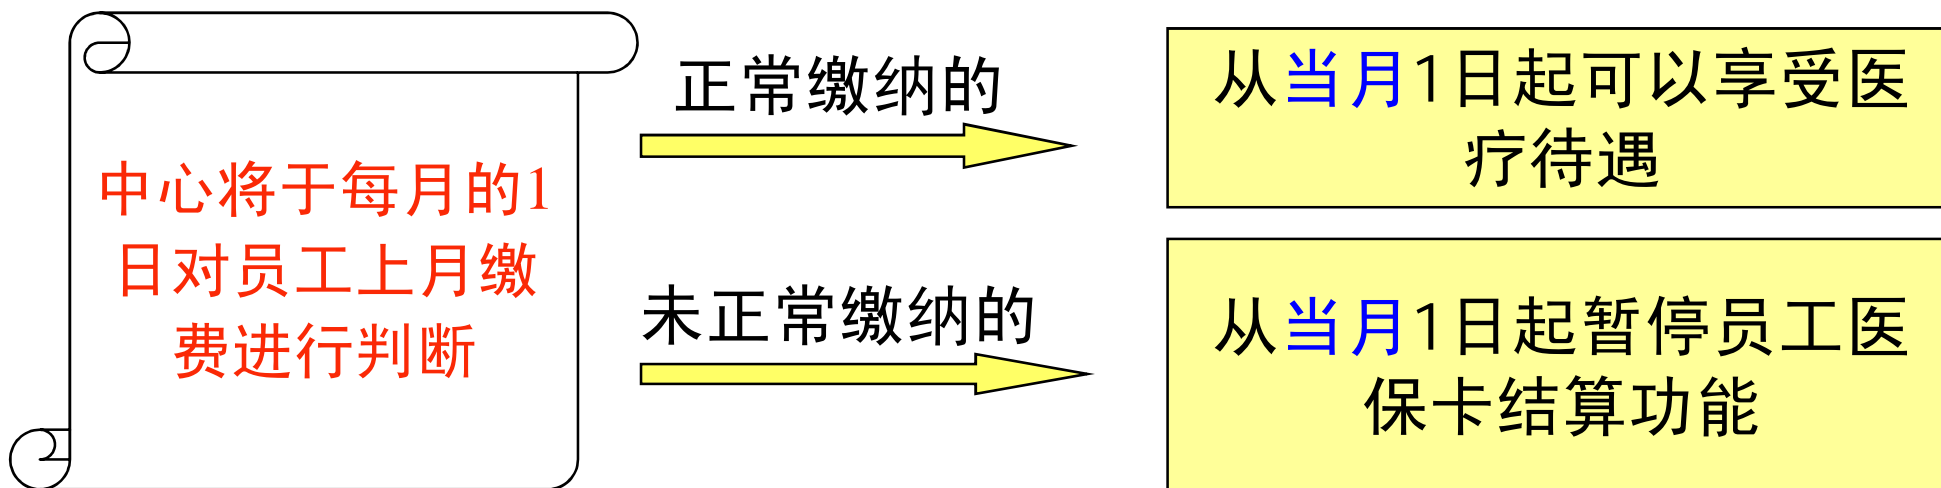 中心将于每月的1
日对员工上月缴
费进行判断
正常缴纳的
从当月1日起可以享受医
疗待遇
未正常缴纳的
从当月1日起暂停员工医
保卡结算功能